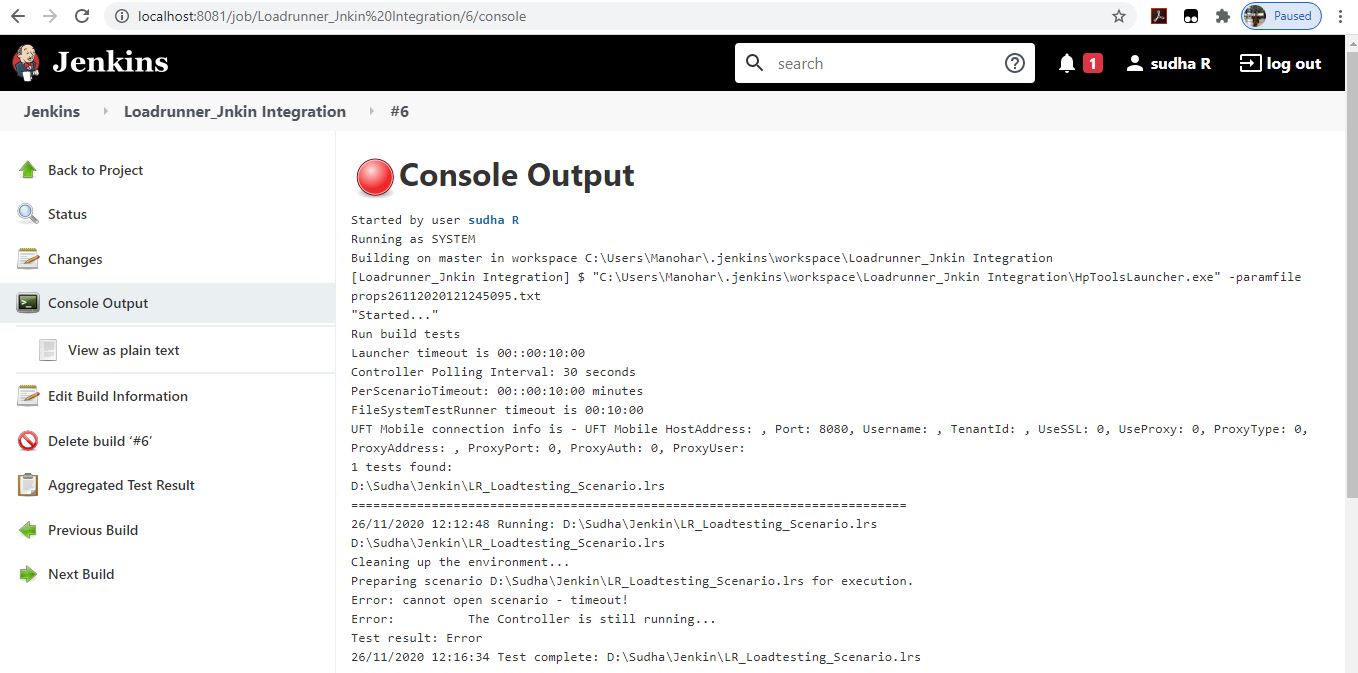 localhost:8081/job/Loadrunner_Jnkin%20Integration/6/console
Paused
Jenkins
search
1
sudha R
log out
Jenkins
Loadrunner_Jnkin Integration
#6
Back to Project
Status
Changes
Console Output
View as plain text
Edit Build Information
Delete build ‘#6’
Aggregated Test Result
Previous Build
Next Build
Console Output
Started by user sudha R
Running as SYSTEM
Building on master in workspace C:\Users\Manohar\.jenkins\workspace\Loadrunner_Jnkin Integration
[Loadrunner_Jnkin Integration] $ "C:\Users\Manohar\.jenkins\workspace\Loadrunner_Jnkin Integration\HpToolsLauncher.exe" -paramfile
props26112020121245095.txt
"Started..."
Run build tests
Launcher timeout is 00::00:10:00
Controller Polling Interval: 30 seconds
PerScenarioTimeout: 00::00:10:00 minutes
FileSystemTestRunner timeout is 00:10:00
UFT Mobile connection info is - UFT Mobile HostAddress: , Port: 8080, Username: , TenantId: , UseSSL: 0, UseProxy: 0, ProxyType: 0,
ProxyAddress: , ProxyPort: 0, ProxyAuth: 0, ProxyUser:
1 tests found:
D:\Sudha\Jenkin\LR_Loadtesting_Scenario.lrs
============================================================================
26/11/2020 12:12:48 Running: D:\Sudha\Jenkin\LR_Loadtesting_Scenario.lrs
D:\Sudha\Jenkin\LR_Loadtesting_Scenario.lrs
Cleaning up the environment...
Preparing scenario D:\Sudha\Jenkin\LR_Loadtesting_Scenario.lrs for execution.
Error: cannot open scenario - timeout!
Error:          The Controller is still running...
Test result: Error
26/11/2020 12:16:34 Test complete: D:\Sudha\Jenkin\LR_Loadtesting_Scenario.lrs